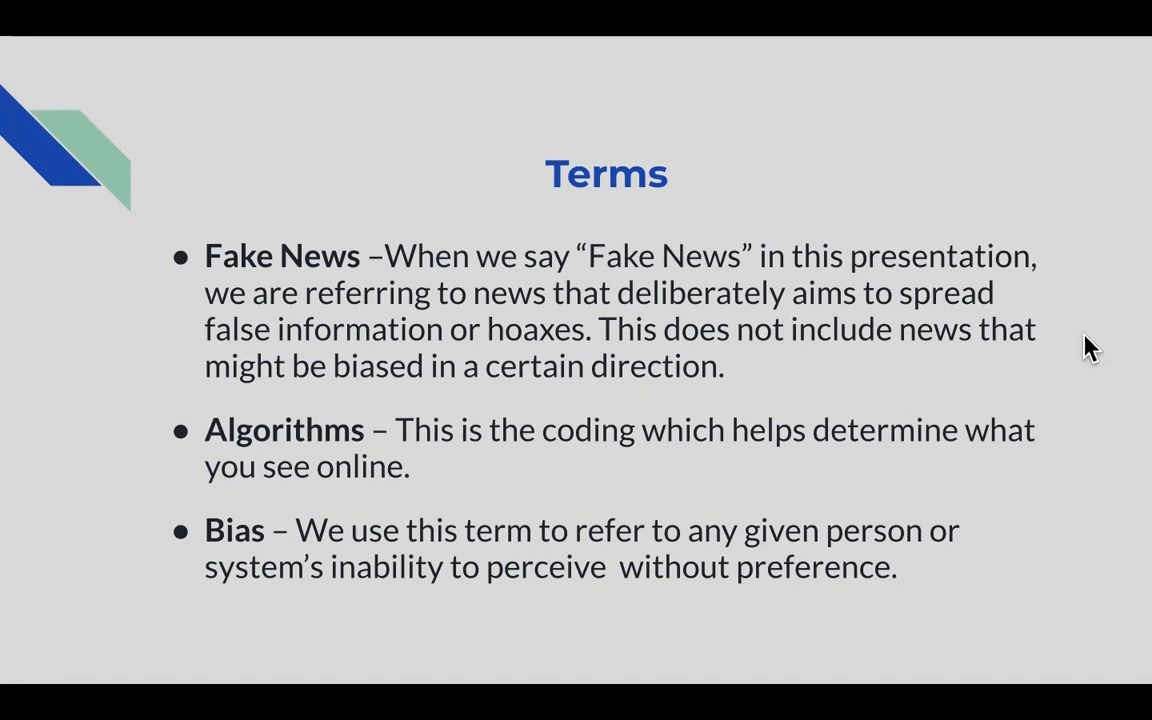 Terms
● Fake News –When we say “Fake News” in this presentation,
we are referring to news that deliberately aims to spread
false information or hoaxes. This does not include news that
might be biased in a certain direction.
● Algorithms – This is the coding which helps determine what
you see online.
● Bias – We use this term to refer to any given person or
system’s inability to perceive  without preference.